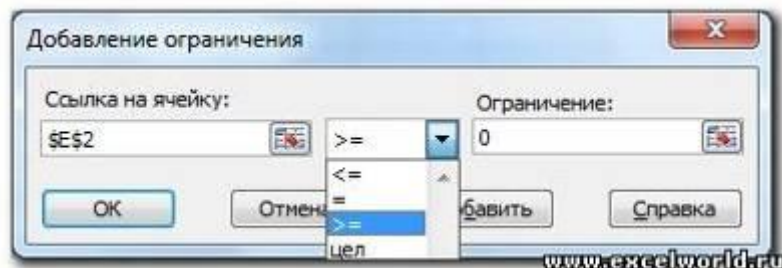 Добавление ограничения
Ссылка на ячейку: Ограничение:
$E$2 >= 0
<=
=
>=
цел
OK Отмена Добавить Справка
www.excelworld.ru